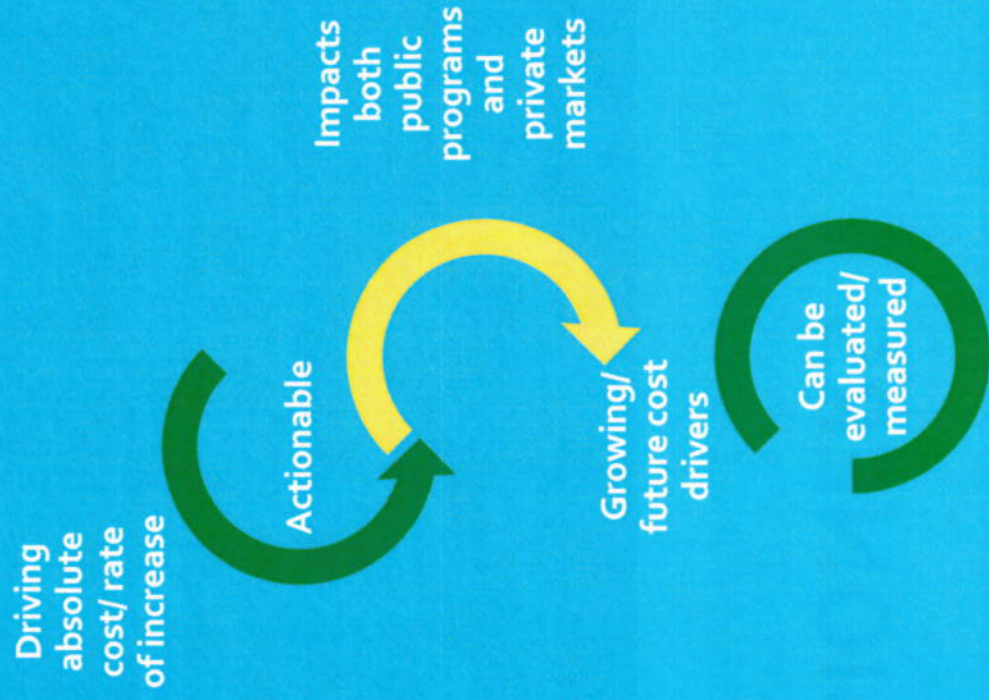 Driving
absolute
cost/ rate
of increase
Actionable
Impacts
both
public
programs
and
private
markets
Growing/
future cost
drivers
Can be
evaluated/
measured